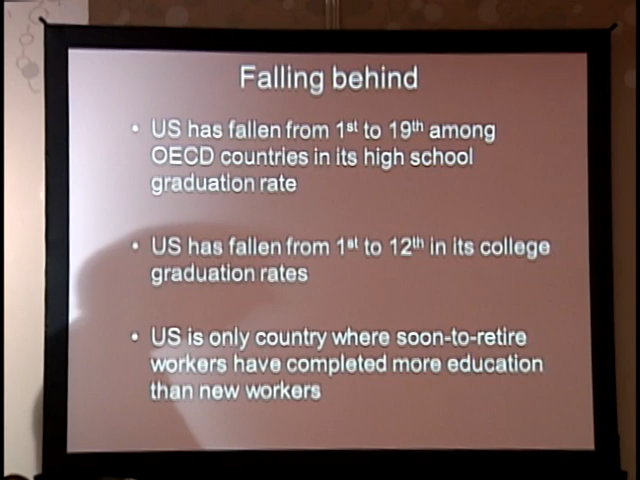 Falling behind
• US has fallen from 1st to 19th among
OECD countries in its high school
graduation rate
• US has fallen from 1st to 12th in its college
graduation rates
• US is only country where soon-to-retire
workers have completed more education
than new workers